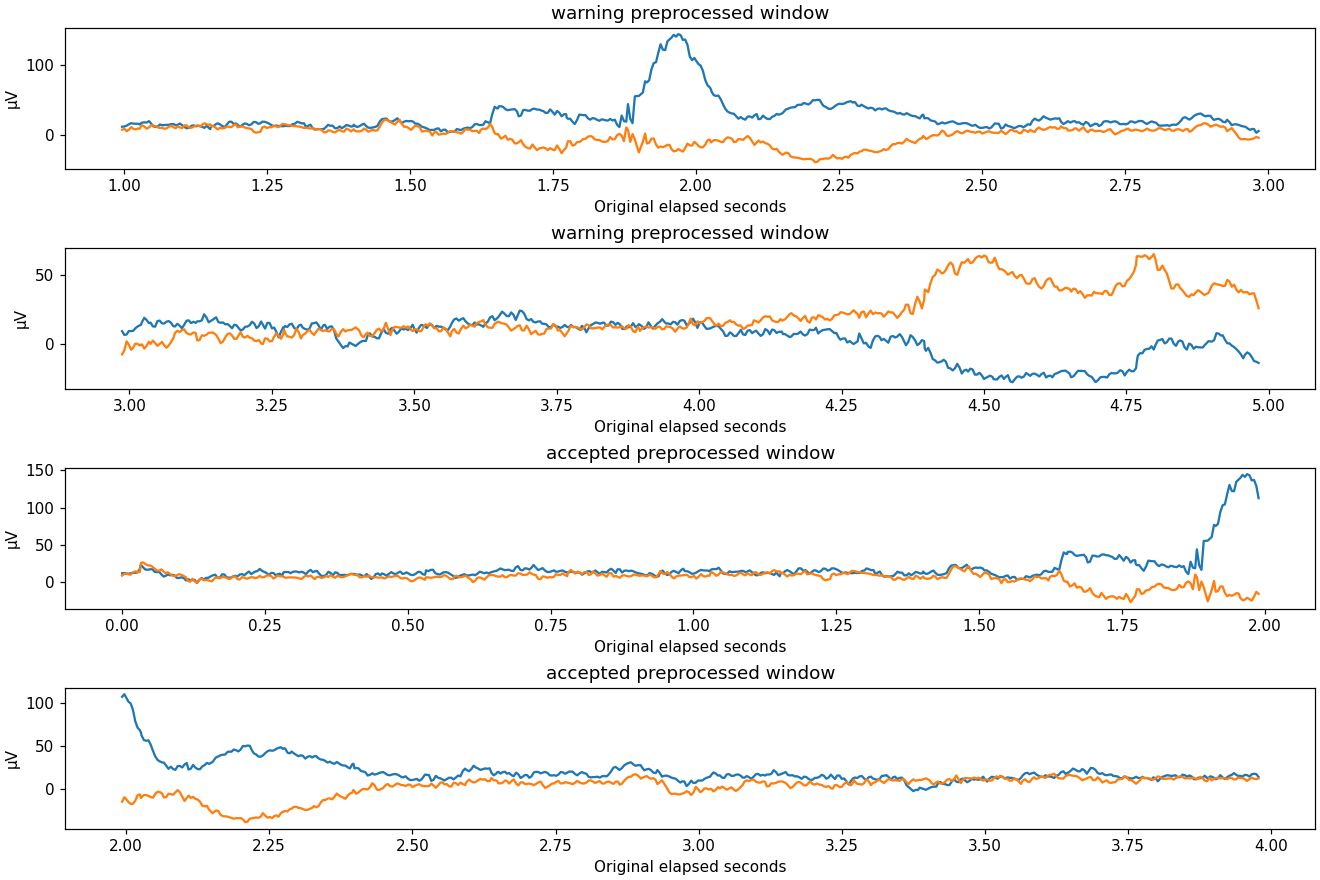 warning preprocessed window
100
0
µV
1.00 1.25 1.50 1.75 2.00 2.25 2.50 2.75 3.00
Original elapsed seconds
warning preprocessed window
50
0
µV
3.00 3.25 3.50 3.75 4.00 4.25 4.50 4.75 5.00
Original elapsed seconds
accepted preprocessed window
150
100
50
0
µV
0.00 0.25 0.50 0.75 1.00 1.25 1.50 1.75 2.00
Original elapsed seconds
accepted preprocessed window
100
50
0
µV
2.00 2.25 2.50 2.75 3.00 3.25 3.50 3.75 4.00
Original elapsed seconds